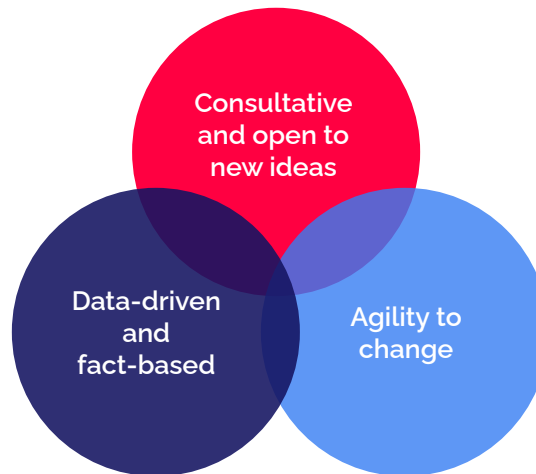 Consultative
and open to
new ideas
Data-driven
and
fact-based
Agility to
change